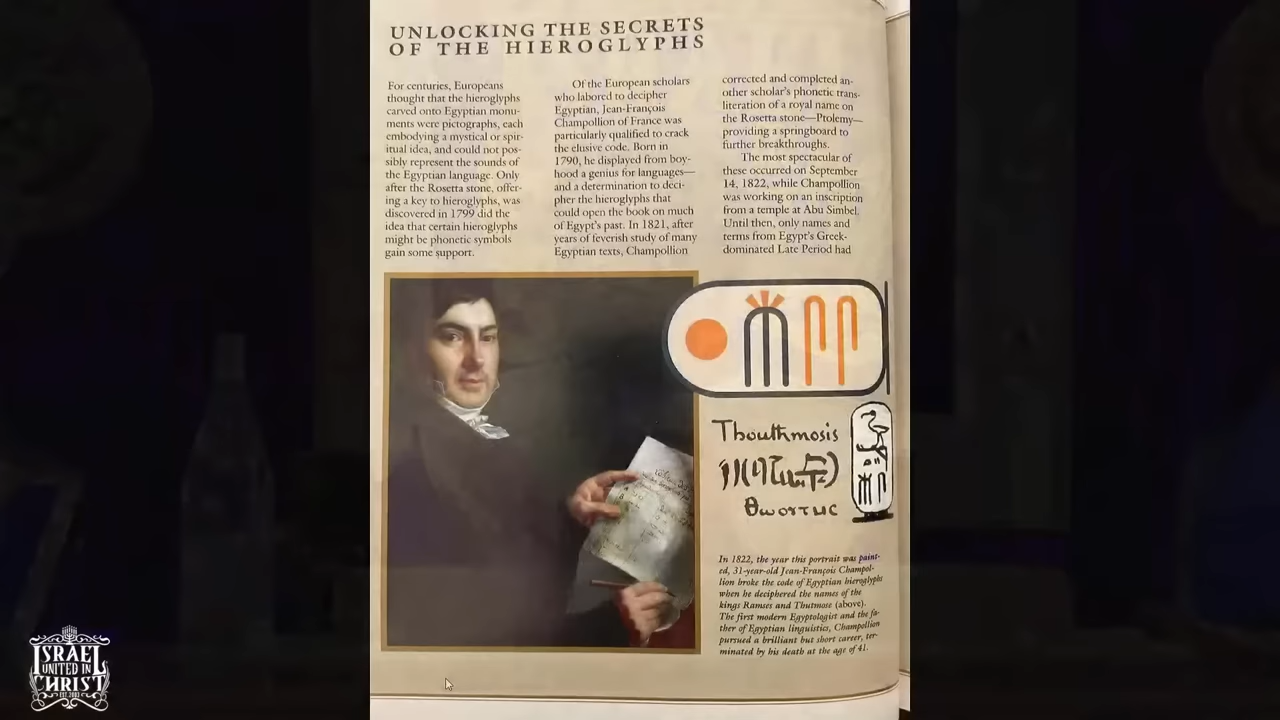 UNLOCKING THE SECRETS
OF THE HIEROGLYPHS
For centuries, Europeans
thought that the hieroglyphs
carved onto Egyptian monu-
ments were pictographs, each
embodying a mystical or spir-
itual idea, and could not pos-
sibly represent the sounds of
the Egyptian language. Only
after the Rosetta stone, offer-
ing a key to hieroglyphs, was
discovered in 1799 did the
idea that certain hieroglyphs
might be phonetic symbols
gain some support.
Of the European scholars
who labored to decipher
Egyptian, Jean-François
Champollion of France was
particularly qualified to crack
the elusive code. Born in
1790, he displayed from boy-
hood a genius for languages—
and a determination to deci-
pher the hieroglyphs that
could open the book on much
of Egypt's past. In 1821, after
years of feverish study of many
Egyptian texts, Champollion
corrected and completed an-
other scholar's phonetic trans-
literation of a royal name on
the Rosetta stone—Ptolemy—
providing a springboard to
further breakthroughs.
The most spectacular of
these occurred on September
14, 1822, while Champollion
was working on an inscription
from a temple at Abu Simbel.
Until then, only names and
terms from Egypt's Greek-
dominated Late Period had
Thouthmosis
In 1822, the year this portrait was paint-
ed, 31-year-old Jean-François Champol-
lion broke the code of Egyptian hieroglyphs
when he deciphered the names of the
kings Ramses and Thutmose (above).
The first modern Egyptologist and the fa-
ther of Egyptian linguistics, Champollion
pursued a brilliant but short career, ter-
minated by his death at the age of 41.
ISRAEL
UNITED IN
CHRIST
EST. 2003